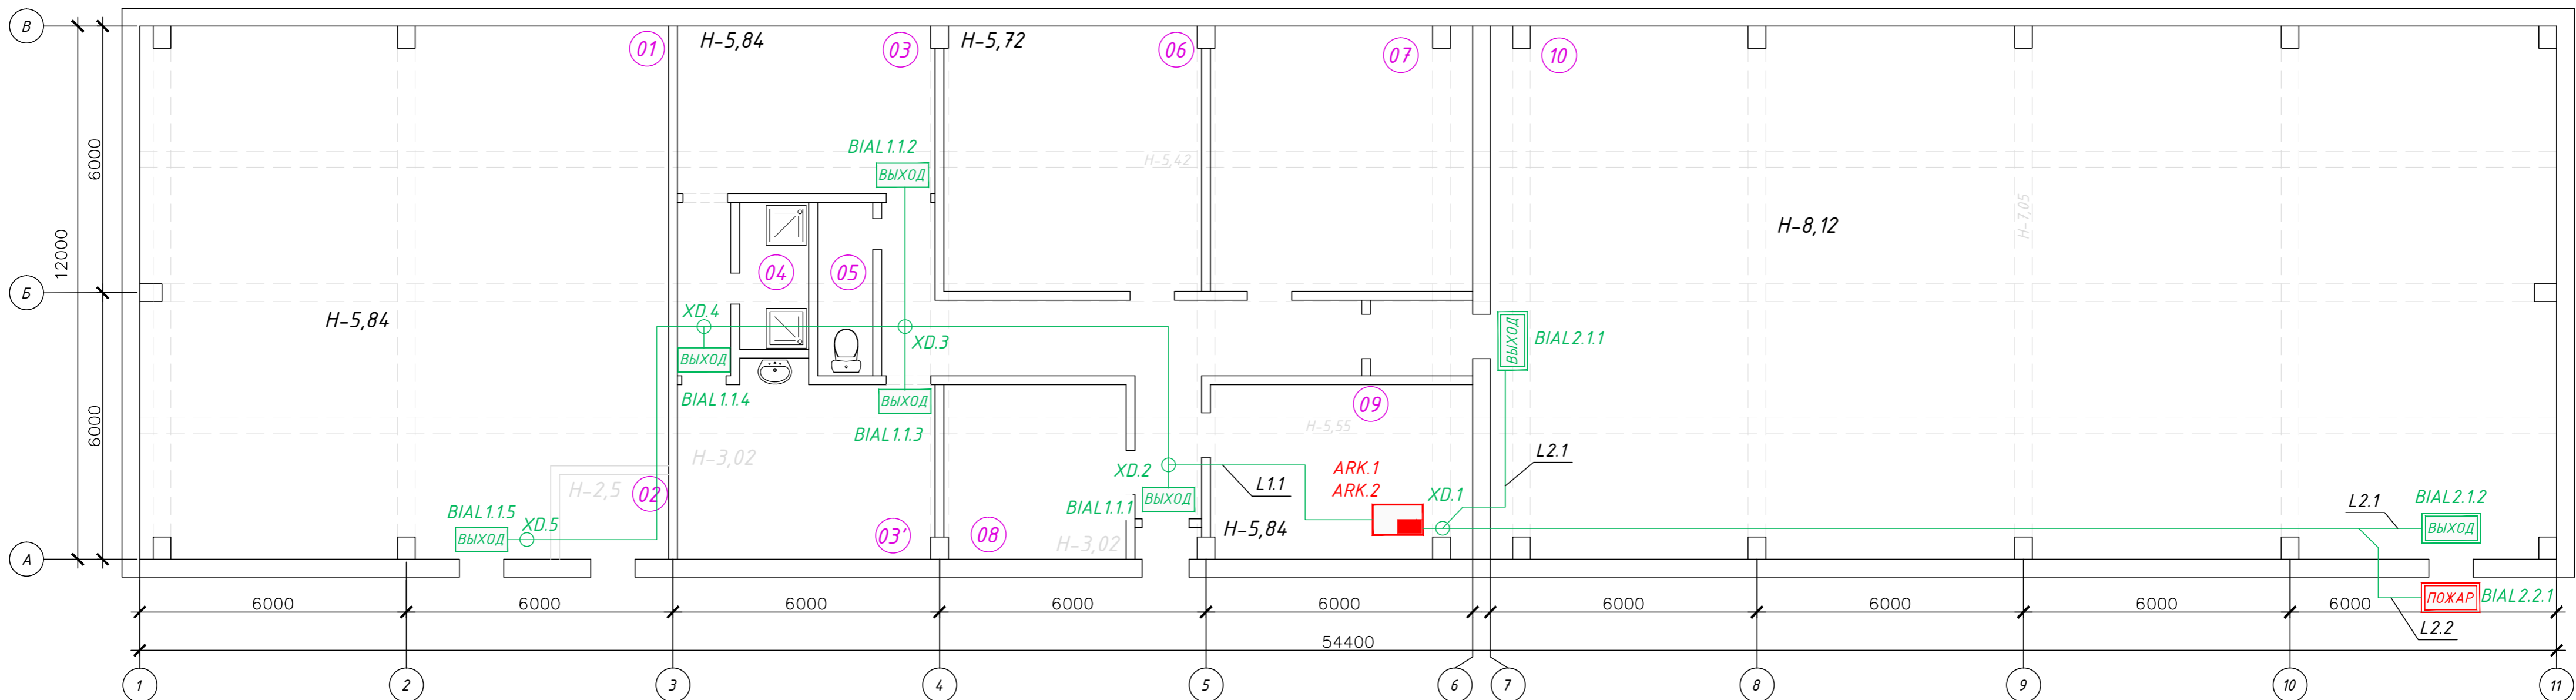 В
01
Н-5,84
03
Н-5,72
06
07
10
6000
BIAL1.1.2
ВЫХОД
Н-5,42
Н-7,05
Н-8,12
12000
04
05
Б
XD.4
Н-5,84
XD.3
ВЫХОД
BIAL1.1.4
ВЫХОД
BIAL2.1.1
ВЫХОД
BIAL1.1.3
09
6000
Н-5,55
Н-3,02
L2.1
XD.2
ARK.1
ARK.2
XD.1
L1.1
02
Н-2,5
ВЫХОД
BIAL1.1.1
BIAL1.1.5
XD.5
ВЫХОД
L2.1
BIAL2.1.2
ВЫХОД
03'
08
Н-3,02
Н-5,84
А
ПОЖАР
BIAL2.2.1
L2.2
6000
6000
6000
6000
6000
6000
6000
6000
6000
54400
1
2
3
4
5
6
7
8
9
10
11